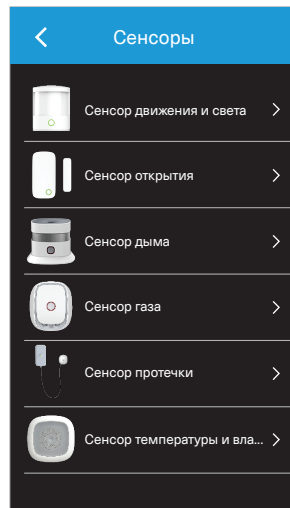 Сенсоры
Сенсор движения и света
Сенсор открытия
Сенсор дыма
Сенсор газа
Сенсор протечки
Сенсор температуры и вла...